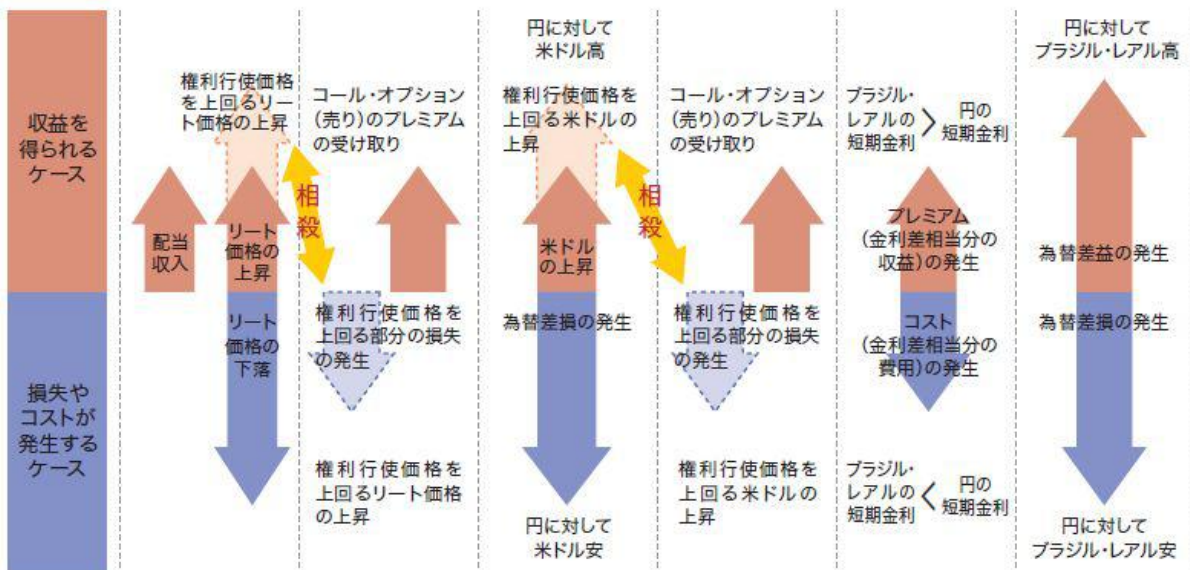 収益を
得られる
ケース
損失や
コストが
発生する
ケース
配当
収入
権利行使価格
を上回るリー
ト価格の上昇
リート
価格の
上昇
リート
価格の
下落
相
殺
コール・オプション
（売り）のプレミアム
の受け取り
権利行使価格を
上回る部分の損失
の発生
権利行使価格を
上回るリート価格
の上昇
円に対して
米ドル高
権利行使価格を
上回る米ドルの
上昇
米ドル
の上昇
為替差損の発生
円に対して
米ドル安
相
殺
コール・オプション
（売り）のプレミアム
の受け取り
権利行使価格を
上回る部分の損失
の発生
権利行使価格を
上回る米ドルの
上昇
ブラジル・
レアルの
短期金利
＞
円の
短期金利
プレミアム
（金利差相当分の
収益）の発生
コスト
（金利差相当分の
費用）の発生
ブラジル・
レアルの
短期金利
＜
円の
短期金利
円に対して
ブラジル・レアル高
為替差益の発生
為替差損の発生
円に対して
ブラジル・レアル安